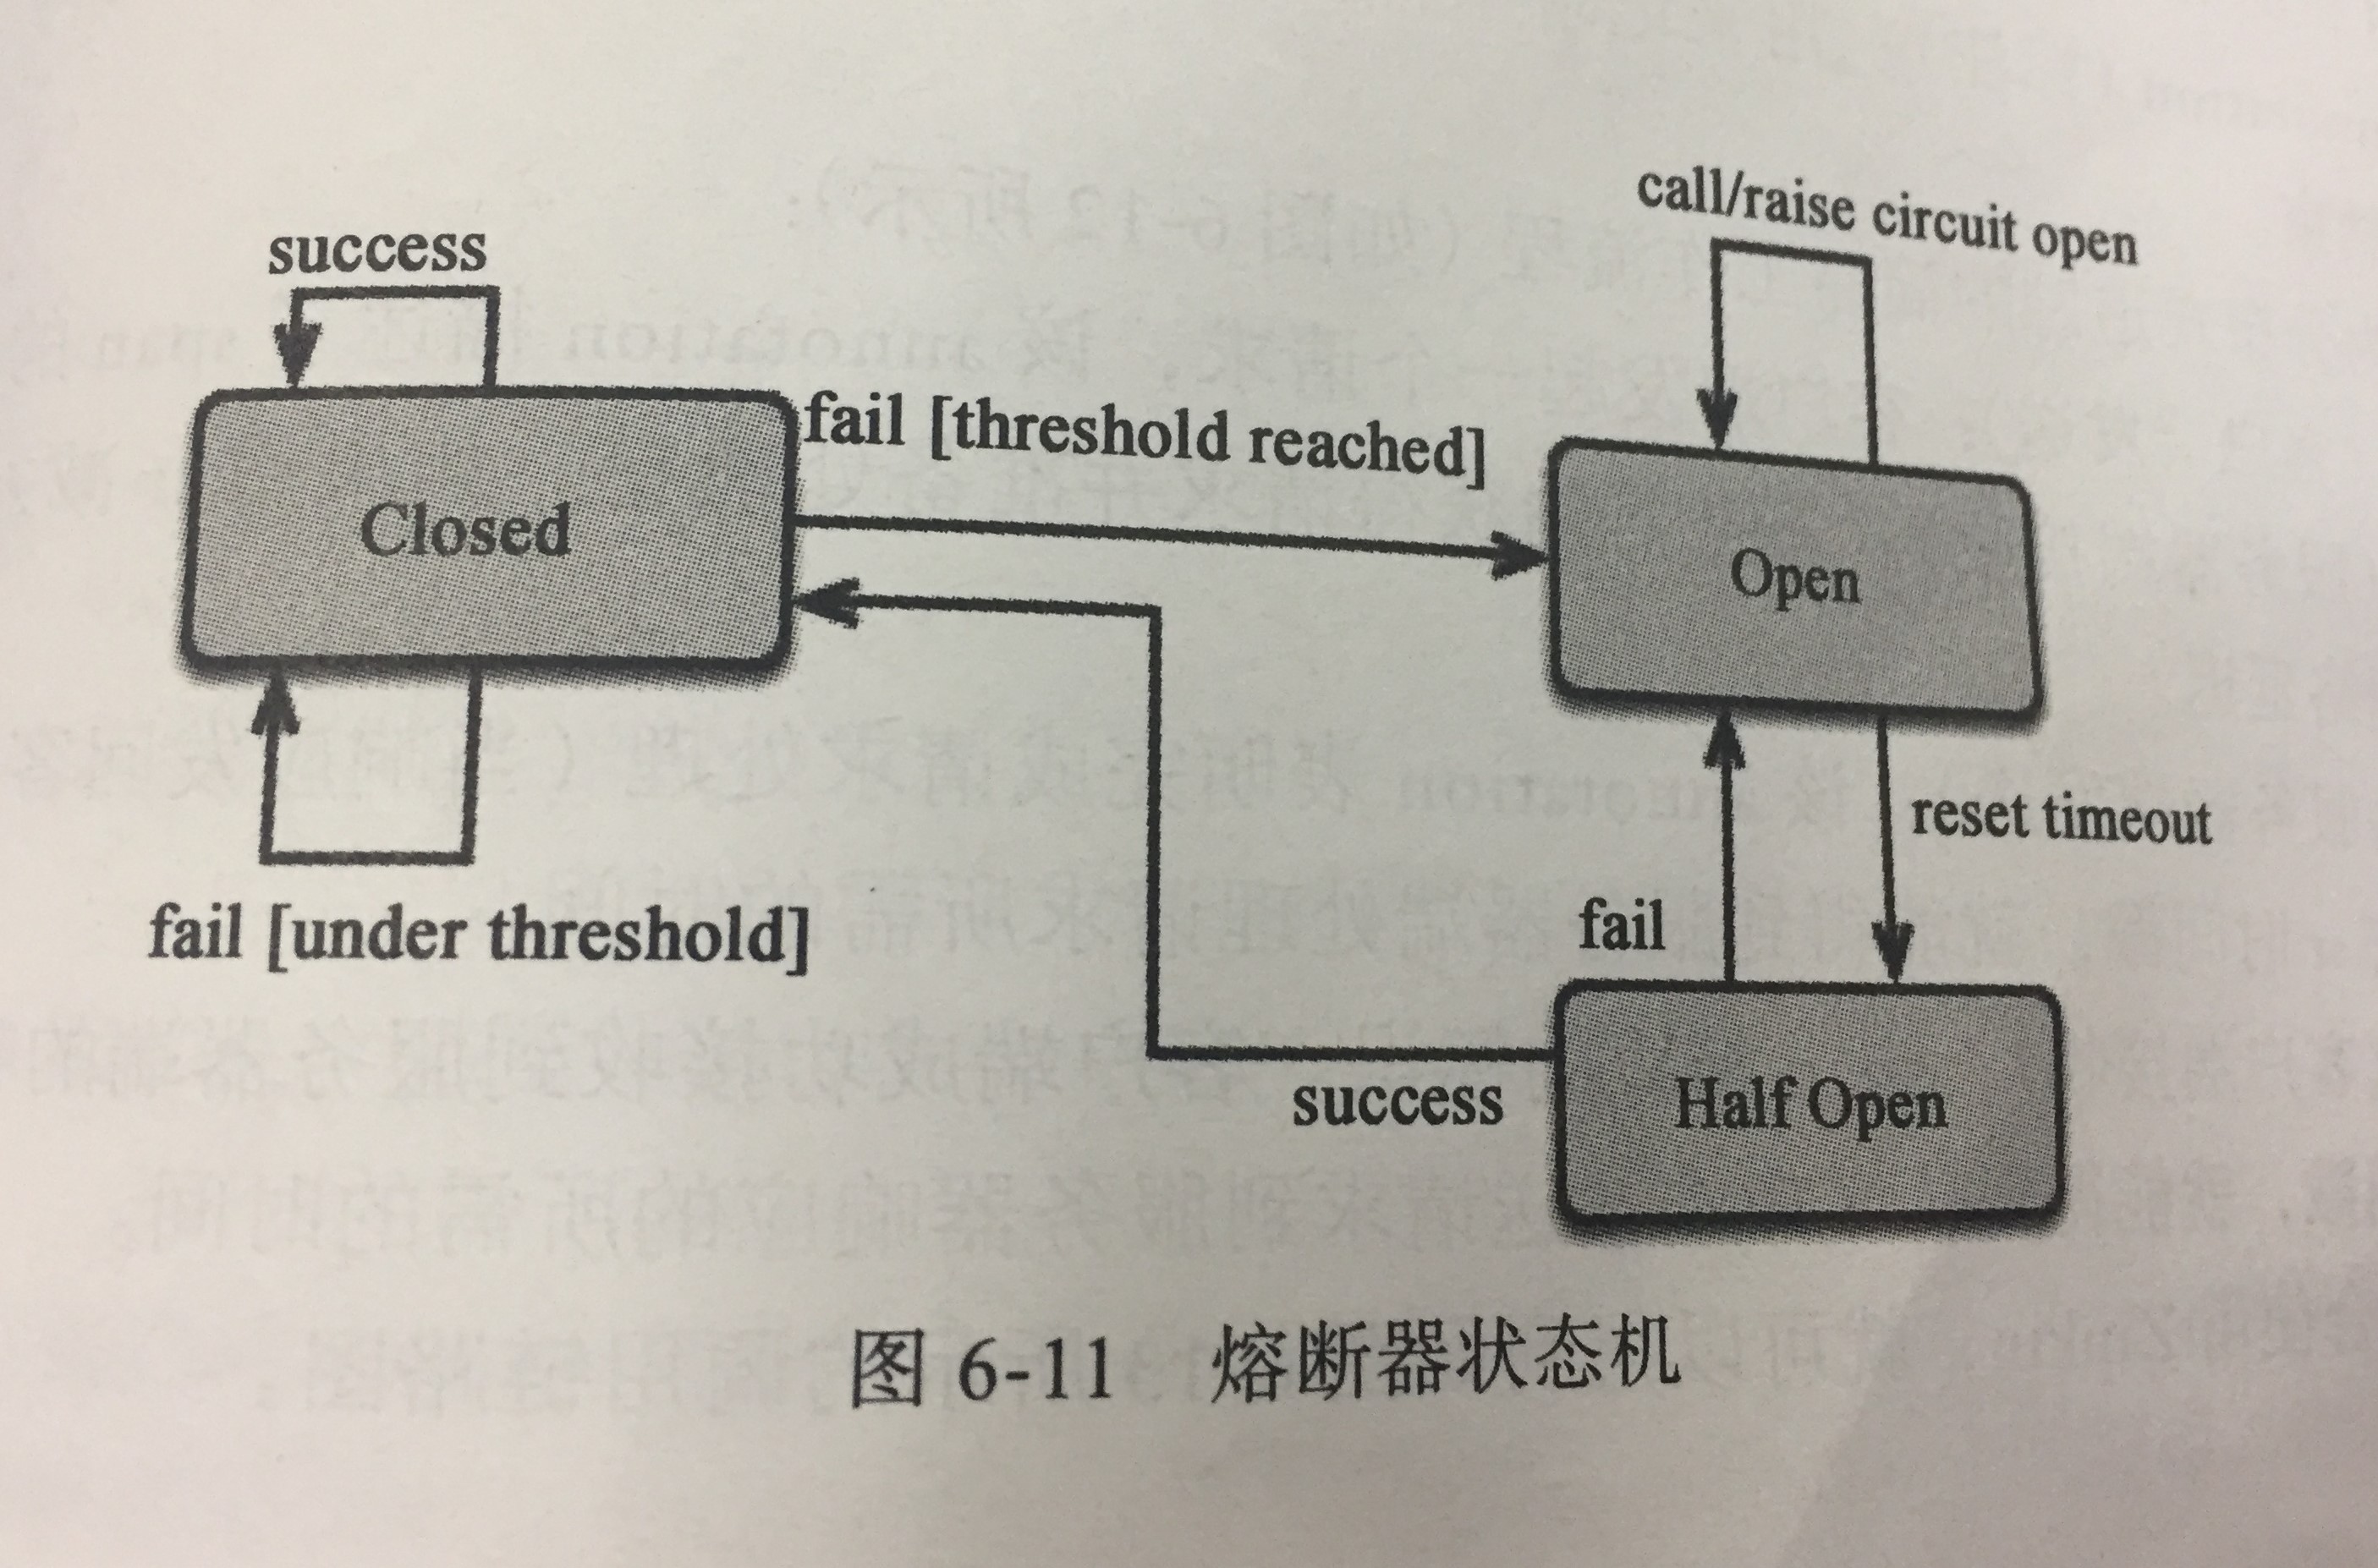 success
call/raise circuit open
fail [threshold reached]
Closed
Open
fail [under threshold]
reset timeout
fail
success
Half Open
图 6-11 熔断器状态机